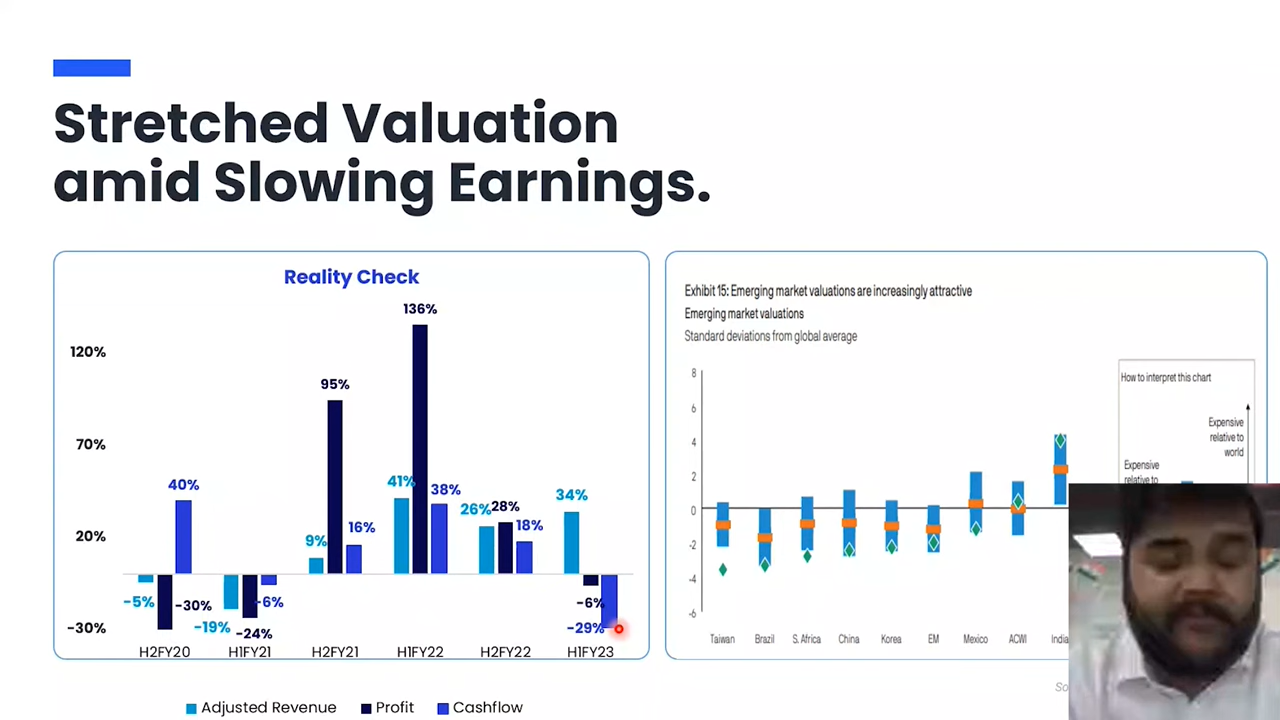 Stretched Valuation
amid Slowing Earnings.
Reality Check
120%
70%
20%
-30%
40%
-5%
-30%
-19%
-24%
-6%
9%
95%
16%
41%
136%
38%
26%
28%
18%
34%
-6%
-29%
H2FY20 H1FY21 H2FY21 H1FY22 H2FY22 H1FY23
Adjusted Revenue Profit Cashflow
Exhibit 15: Emerging market valuations are increasingly attractive
Emerging market valuations
Standard deviations from global average
8
6
4
2
0
-2
-4
-6
Taiwan Brazil S. Africa China Korea EM Mexico ACWI India
How to interpret this chart
Expensive
relative to
world
Expensive
relative to